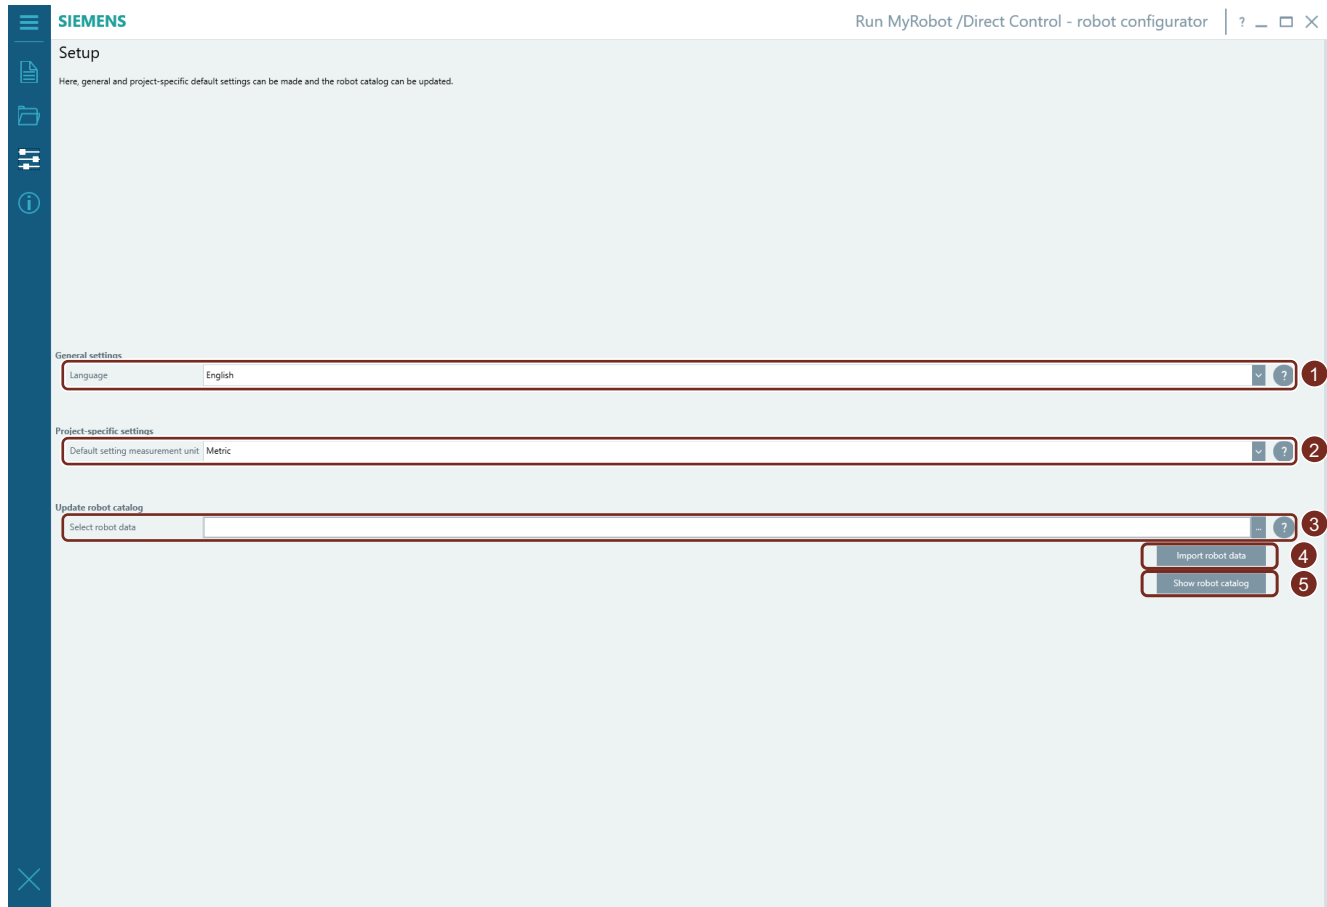 SIEMENS Run MyRobot /Direct Control - robot configurator ?
Setup
Here, general and project-specific default settings can be made and the robot catalog can be updated.
General settings
Language English ? 1
Project-specific settings
Default setting measurement unit Metric ? 2
Update robot catalog
Select robot data ... ? 3
Import robot data 4
Show robot catalog 5